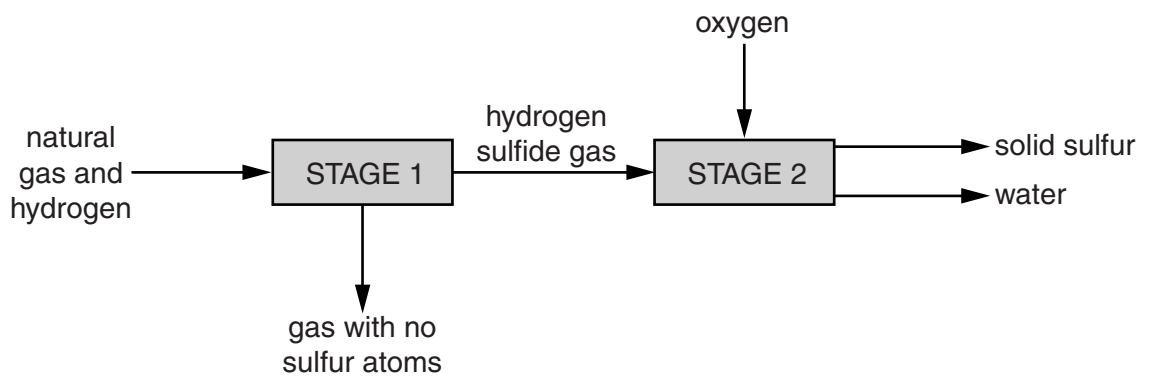 oxygen
natural
gas and
hydrogen
STAGE 1
hydrogen
sulfide gas
STAGE 2
solid sulfur
water
gas with no
sulfur atoms